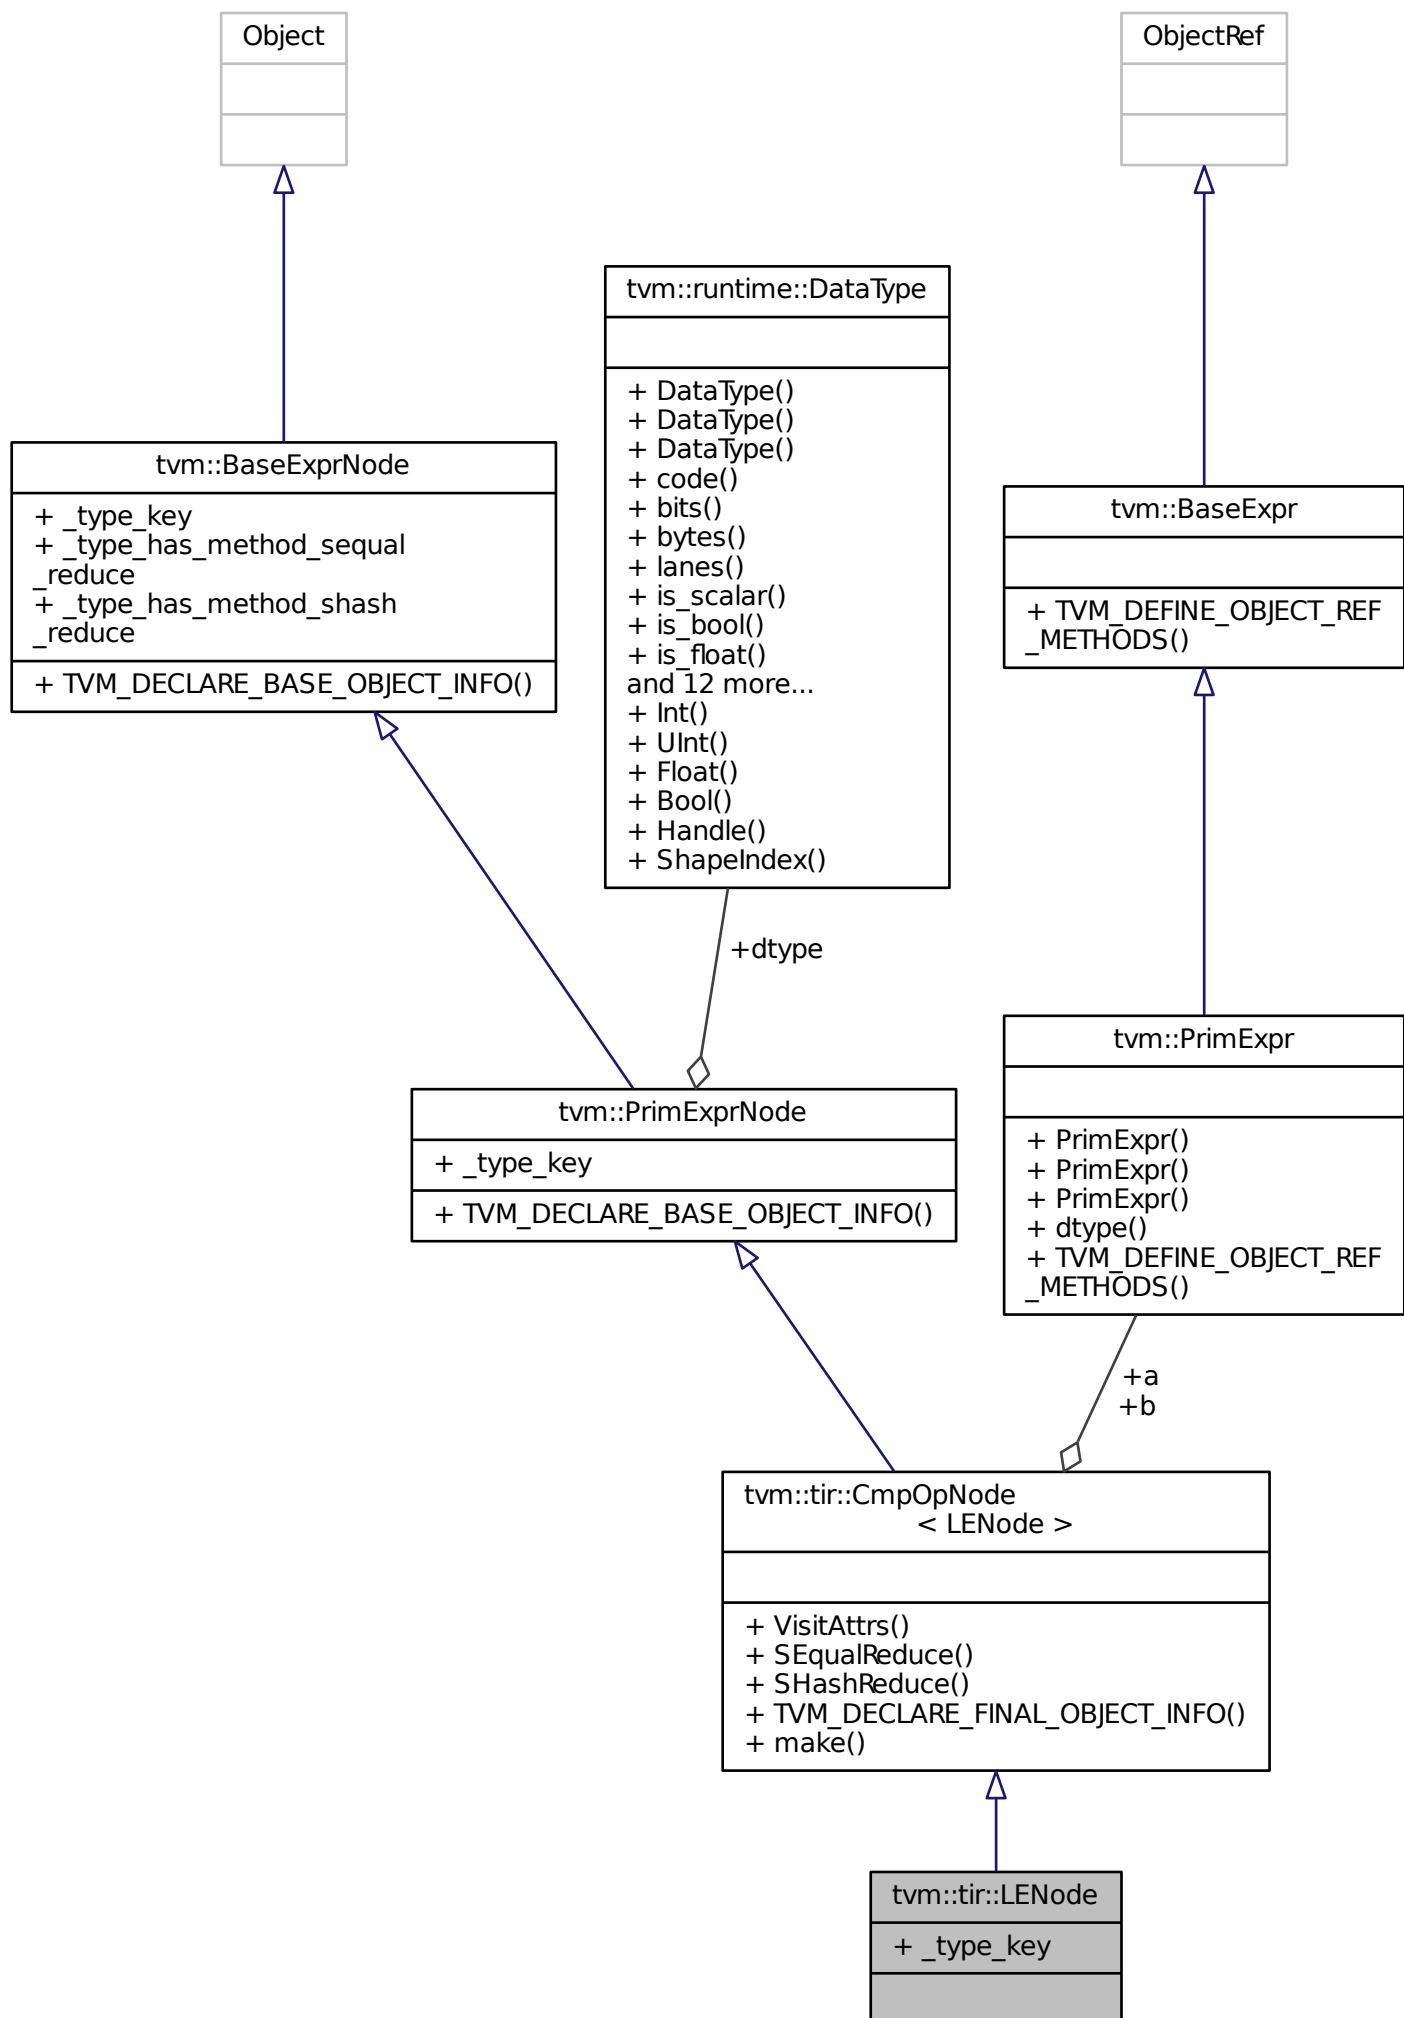 Object
ObjectRef
tvm::runtime::DataType
+ DataType()
+ DataType()
+ DataType()
+ code()
+ bits()
+ bytes()
+ lanes()
+ is_scalar()
+ is_bool()
+ is_float()
and 12 more...
+ Int()
+ UInt()
+ Float()
+ Bool()
+ Handle()
+ ShapeIndex()
tvm::BaseExprNode
+ _type_key
+ _type_has_method_sequal
_reduce
+ _type_has_method_shash
_reduce
+ TVM_DECLARE_BASE_OBJECT_INFO()
tvm::BaseExpr
+ TVM_DEFINE_OBJECT_REF
_METHODS()
+dtype
tvm::PrimExprNode
+ _type_key
+ TVM_DECLARE_BASE_OBJECT_INFO()
tvm::PrimExpr
+ PrimExpr()
+ PrimExpr()
+ PrimExpr()
+ dtype()
+ TVM_DEFINE_OBJECT_REF
_METHODS()
+a
+b
tvm::tir::CmpOpNode
< LENode >
+ VisitAttrs()
+ SEqualReduce()
+ SHashReduce()
+ TVM_DECLARE_FINAL_OBJECT_INFO()
+ make()
tvm::tir::LENode
+ _type_key